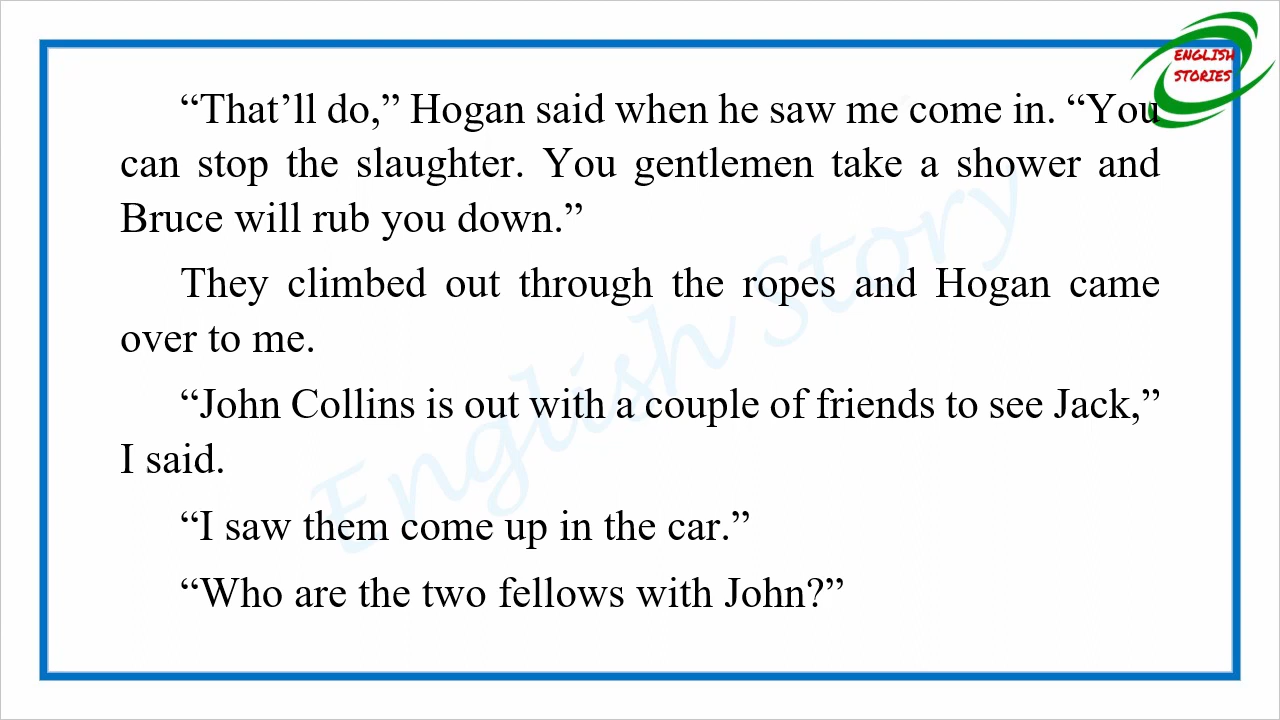 ENGLISH
STORIES
“That’ll do,” Hogan said when he saw me come in. “You
can stop the slaughter. You gentlemen take a shower and
Bruce will rub you down.”
They climbed out through the ropes and Hogan came
over to me.
“John Collins is out with a couple of friends to see Jack,”
I said.
“I saw them come up in the car.”
“Who are the two fellows with John?”
English Story